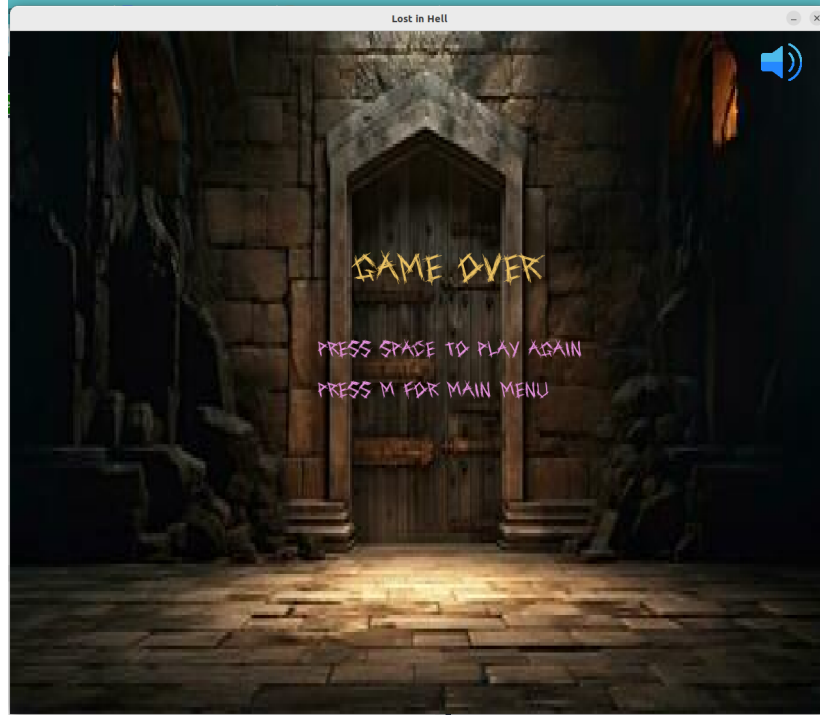 Lost in Hell
GAME OVER
PRESS SPACE TO PLAY AGAIN
PRESS M FOR MAIN MENU